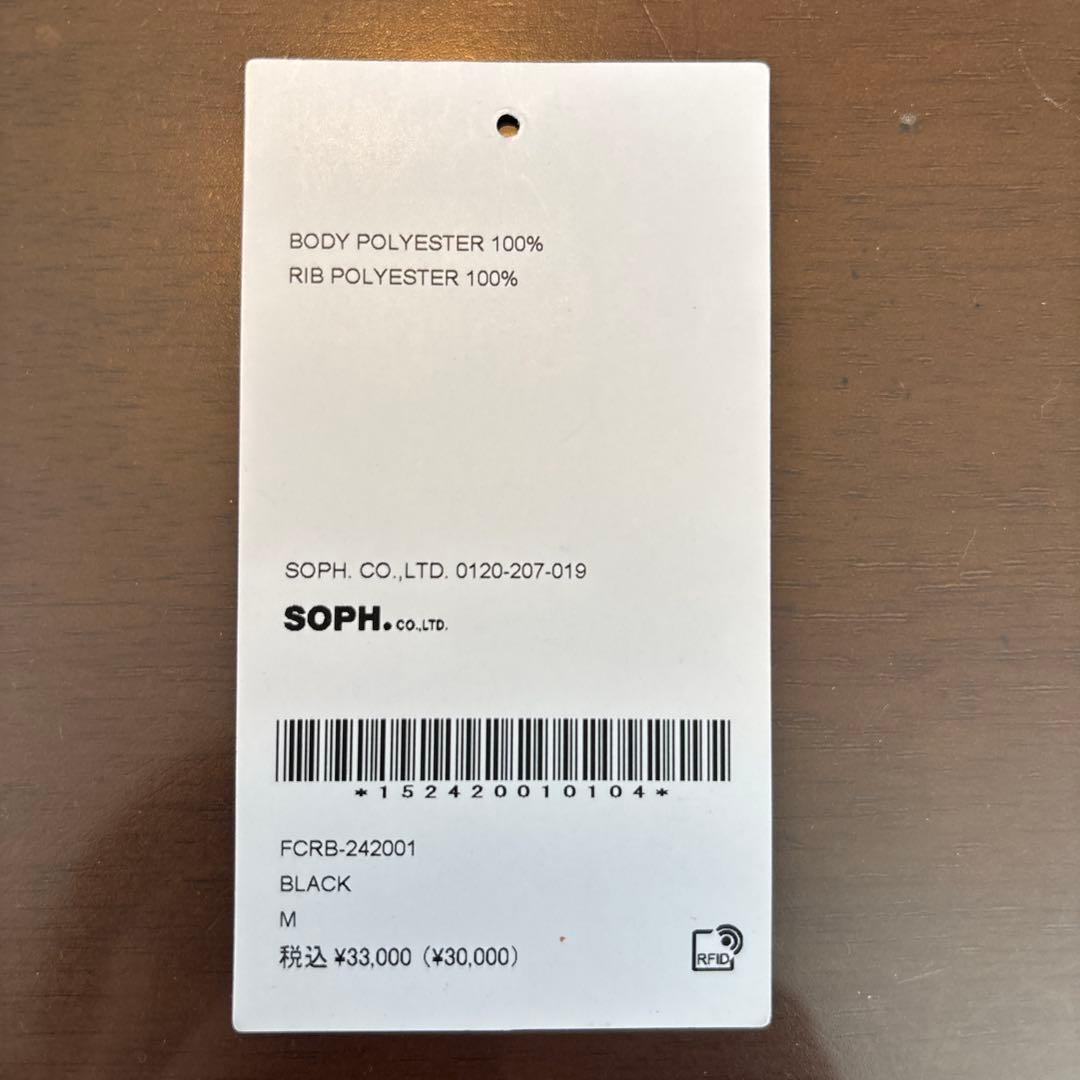 BODY POLYESTER 100%
RIB POLYESTER 100%
SOPH. CO.,LTD. 0120-207-019
SOPH. CO.,LTD.
*152420010104*
FCRB-242001
BLACK
M
税込 ¥33,000 (¥30,000)
RFID